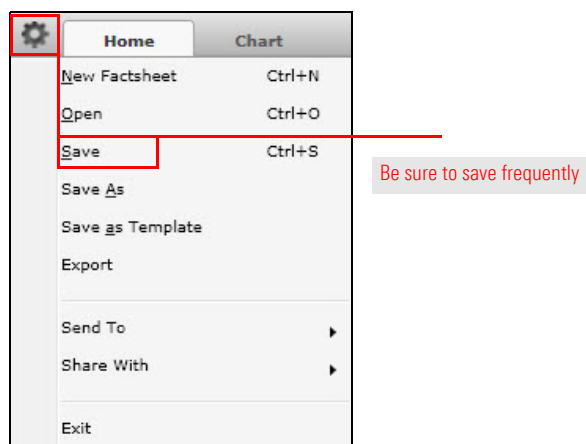 Home Chart
New Factsheet Ctrl+N
Open Ctrl+O
Save Ctrl+S
Be sure to save frequently
Save As
Save as Template
Export
Send To
Share With
Exit